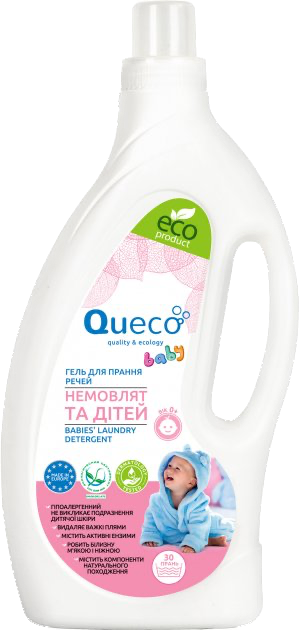 eco
product
Queco
quality & ecology
baby
ГЕЛЬ ДЛЯ ПРАННЯ
РЕЧЕЙ
НЕМОВЛЯТ
ТА ДІТЕЙ
BABIES' LAUNDRY
DETERGENT
ВІК 0+
MADE IN
EUROPE
ГІПОАЛЕРГЕННИЙ
НЕ ВИКЛИКАЄ ПОДРАЗНЕННЯ
ДИТЯЧОЇ ШКІРИ
ВИДАЛЯЄ ВАЖКІ ПЛЯМИ
МІСТИТЬ АКТИВНІ ЕНЗИМИ
РОБИТЬ БІЛИЗНУ
М'ЯКОЮ І НІЖНОЮ
МІСТИТЬ КОМПОНЕНТИ
НАТУРАЛЬНОГО
ПОХОДЖЕННЯ
30
ПРАНЬ